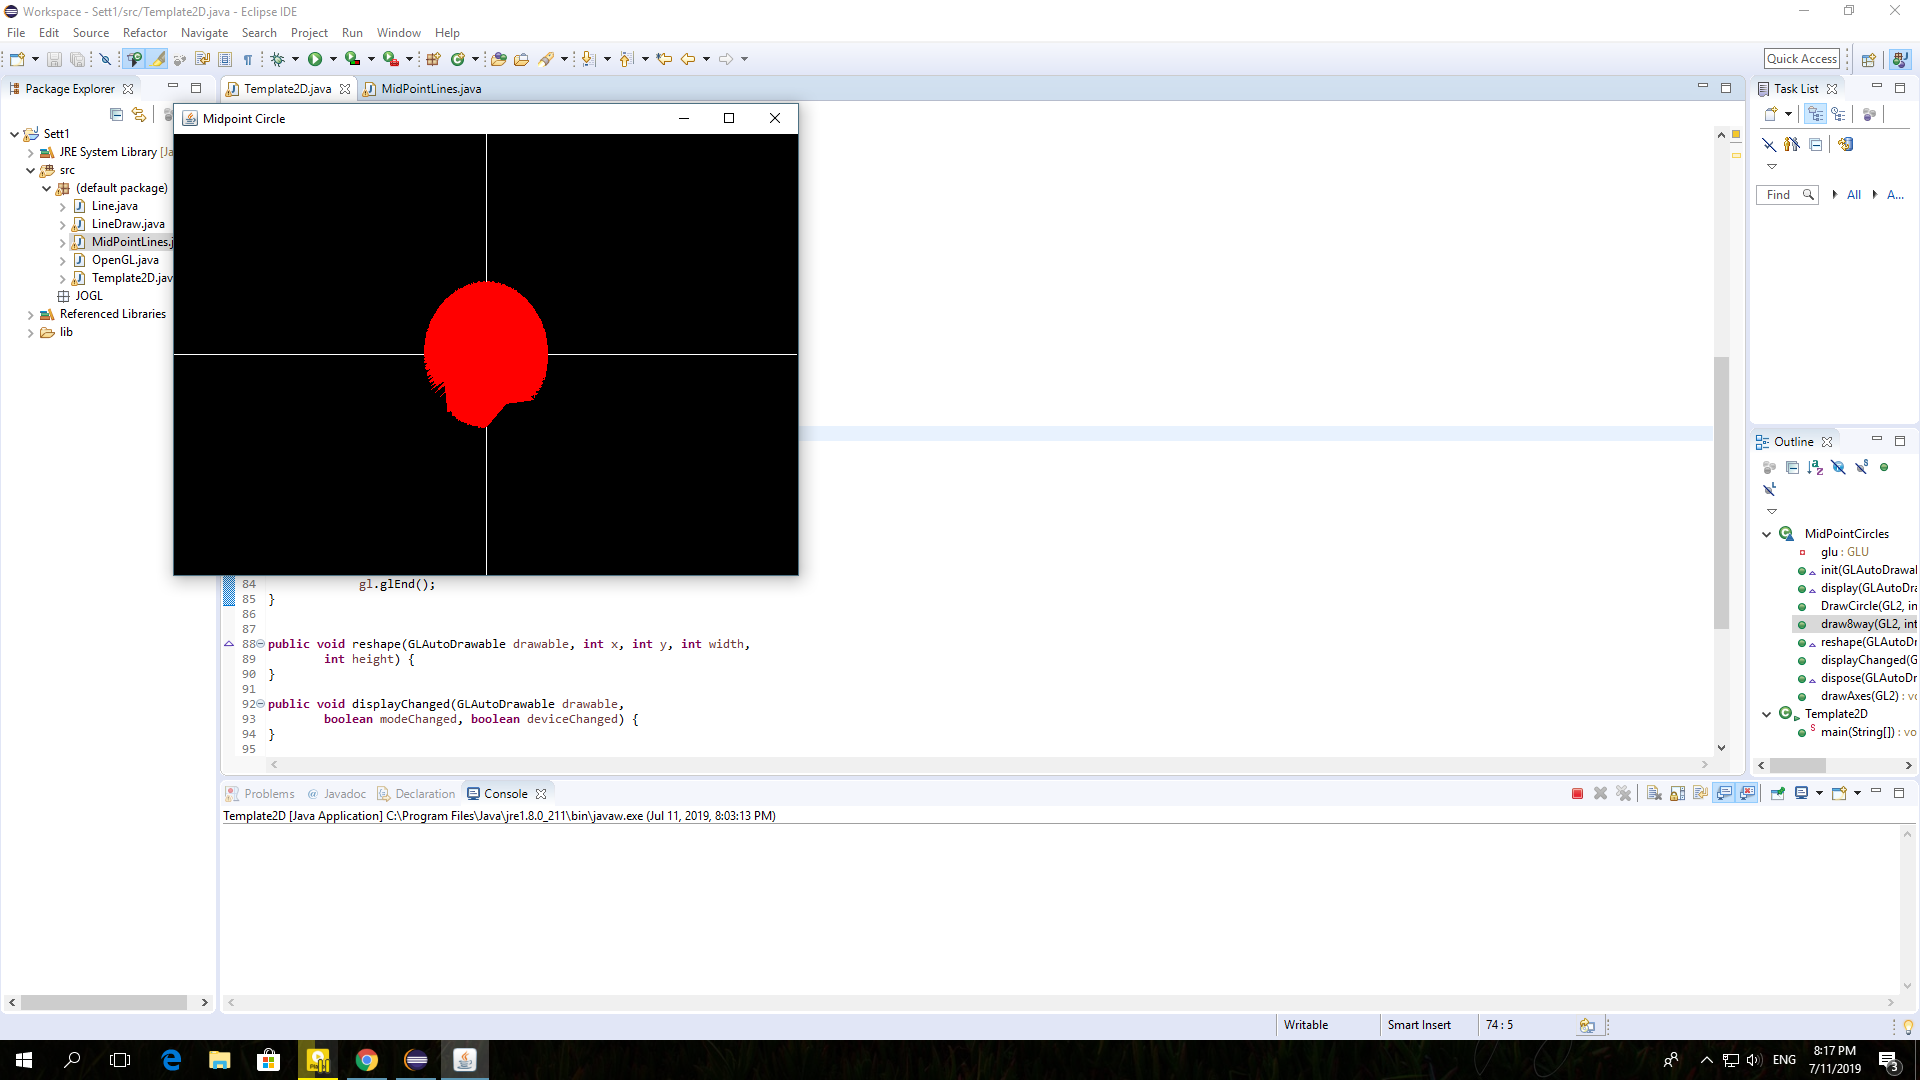 Workspace - Sett1/src/Template2D.java - Eclipse IDE
File Edit Source Refactor Navigate Search Project Run Window Help
Quick Access
Package Explorer
Template2D.java
MidPointLines.java
Task List
Midpoint Circle
Sett1
JRE System Library [Ja
src
(default package)
Line.java
LineDraw.java
MidPointLines.j
OpenGL.java
Template2D.jav
JOGL
Referenced Libraries
lib
Find All A...
Outline
MidPointCircles
glu : GLU
init(GLAutoDrawal
display(GLAutoDra
DrawCircle(GL2, in
draw8way(GL2, int
reshape(GLAutoDr
displayChanged(G
dispose(GLAutoDr
drawAxes(GL2) : vo
Template2D
main(String[]) : vo
84 gl.glEnd();
85 }
86
87
88 public void reshape(GLAutoDrawable drawable, int x, int y, int width,
89 int height) {
90 }
91
92 public void displayChanged(GLAutoDrawable drawable,
93 boolean modeChanged, boolean deviceChanged) {
94 }
95
Problems @ Javadoc Declaration Console
Template2D [Java Application] C:\Program Files\Java\jre1.8.0_211\bin\javaw.exe (Jul 11, 2019, 8:03:13 PM)
Writable Smart Insert 74 : 5
ENG
8:17 PM
7/11/2019
3